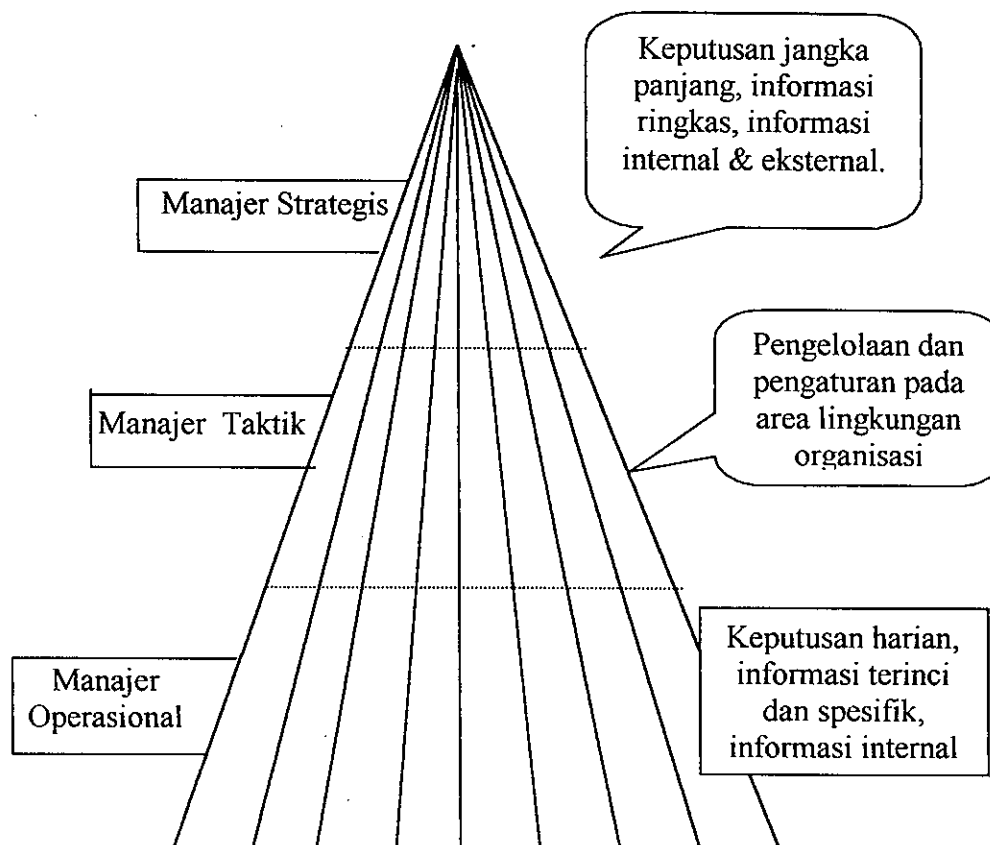 Keputusan jangka
panjang, informasi
ringkas, informasi
internal & eksternal.
Manajer Strategis
Pengelolaan dan
pengaturan pada
area lingkungan
organisasi
Manajer Taktik
Keputusan harian,
informasi terinci
dan spesifik,
informasi internal
Manajer
Operasional